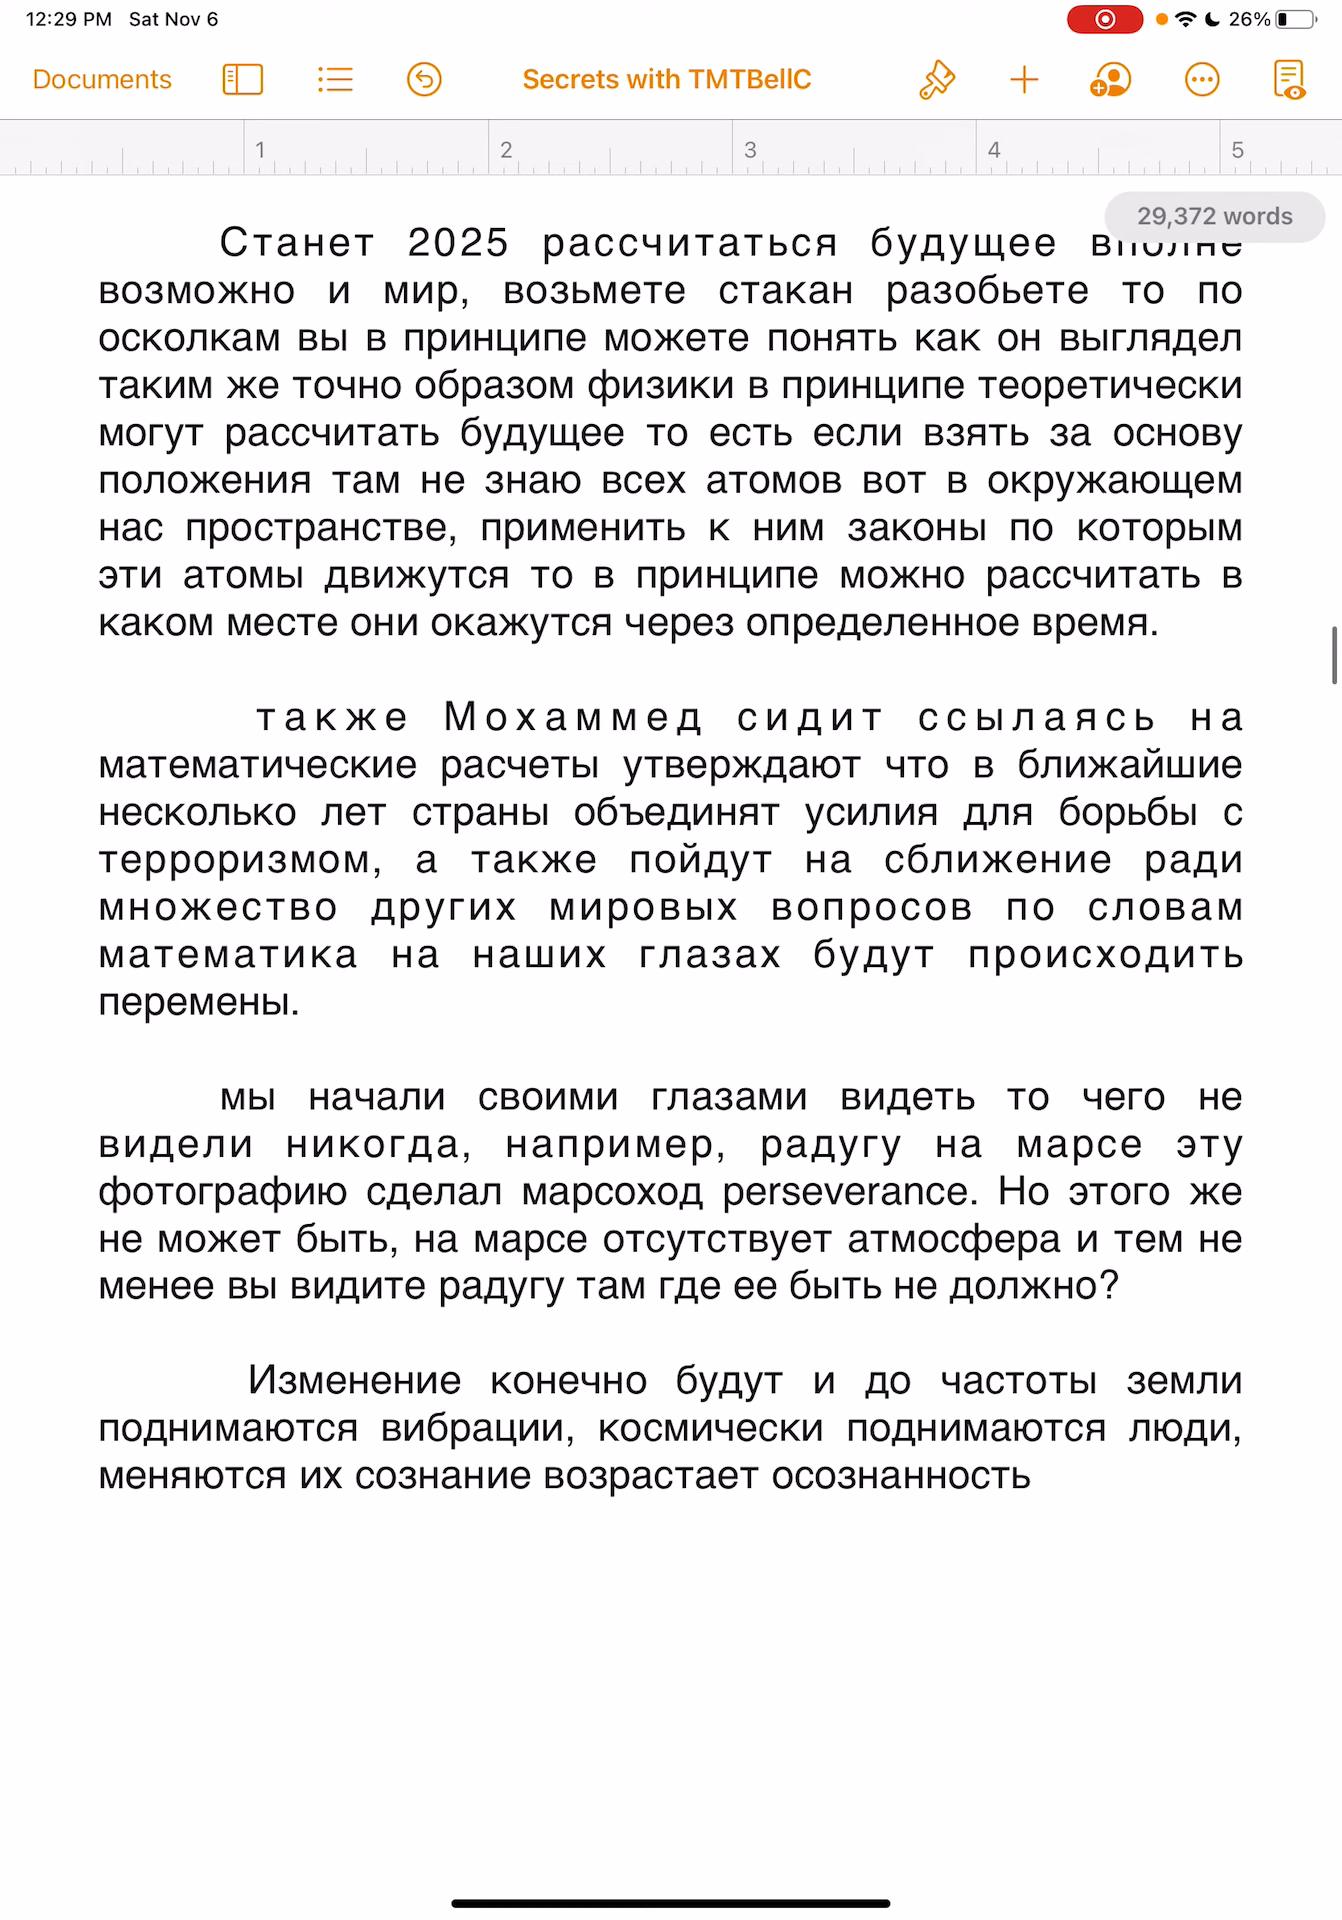 12:29 PM Sat Nov 6 26%
Documents Secrets with TMTBellC
1 2 3 4 5
29,372 words
Станет 2025 рассчитаться будущее вполне
возможно и мир, возьмете стакан разобьете то по
осколкам вы в принципе можете понять как он выглядел
таким же точно образом физики в принципе теоретически
могут рассчитать будущее то есть если взять за основу
положения там не знаю всех атомов вот в окружающем
нас пространстве, применить к ним законы по которым
эти атомы движутся то в принципе можно рассчитать в
каком месте они окажутся через определенное время.
также Мохаммед сидит ссылаясь на
математические расчеты утверждают что в ближайшие
несколько лет страны объединят усилия для борьбы с
терроризмом, а также пойдут на сближение ради
множество других мировых вопросов по словам
математика на наших глазах будут происходить
перемены.
мы начали своими глазами видеть то чего не
видели никогда, например, радугу на марсе эту
фотографию сделал марсоход perseverance. Но этого же
не может быть, на марсе отсутствует атмосфера и тем не
менее вы видите радугу там где ее быть не должно?
Изменение конечно будут и до частоты земли
поднимаются вибрации, космически поднимаются люди,
меняются их сознание возрастает осознанность